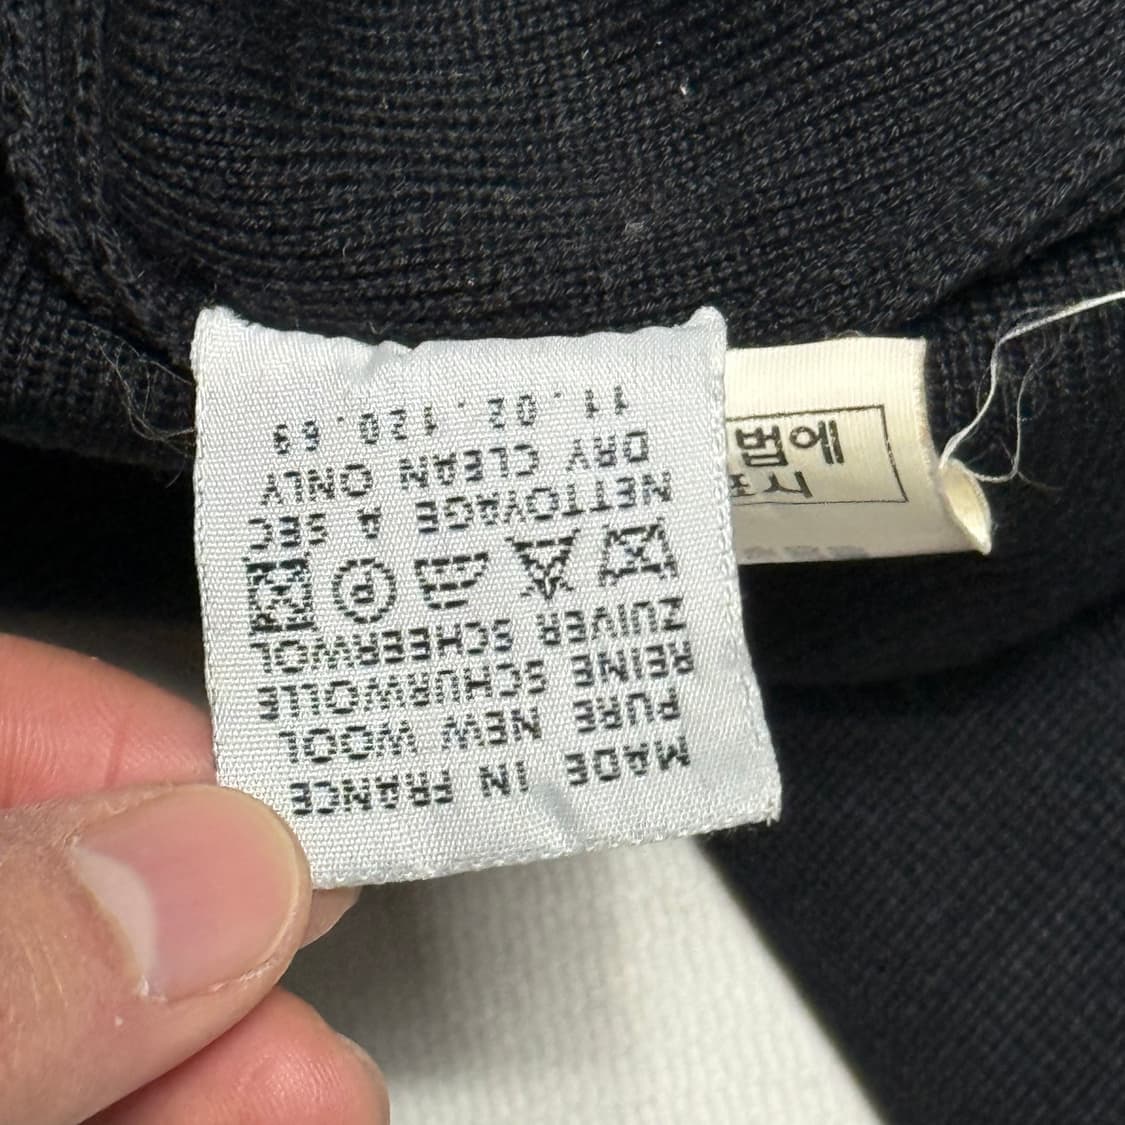 MADE IN FRANCE
PURE NEW WOOL
REINE SCHURWOLLE
ZUIVER SCHEERWOL
P
NETTOYAGE A SEC
DRY CLEAN ONLY
11.02.120.69
법에